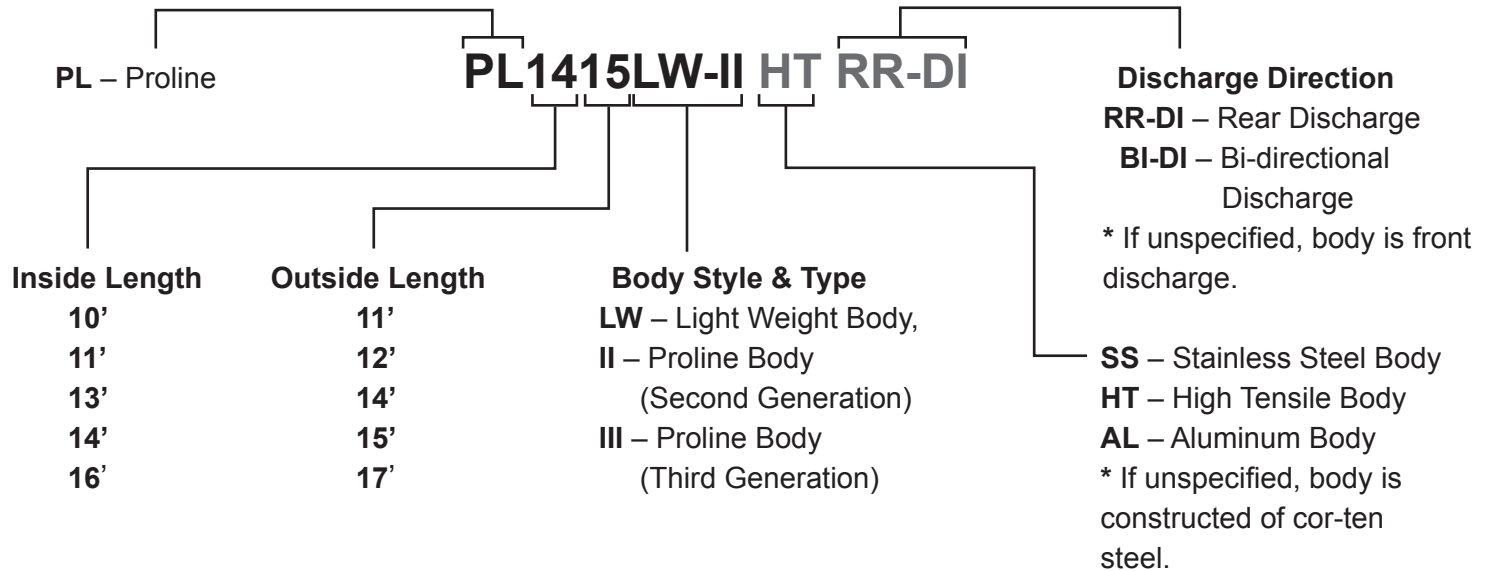 PL – Proline
PL1415LW-II HT RR-DI
Discharge Direction
RR-DI – Rear Discharge
BI-DI – Bi-directional
Discharge
* If unspecified, body is front
discharge.
Inside Length
10’
11’
13’
14’
16’
Outside Length
11’
12’
14’
15’
17’
Body Style & Type
LW – Light Weight Body,
II – Proline Body
(Second Generation)
III – Proline Body
(Third Generation)
SS – Stainless Steel Body
HT – High Tensile Body
AL – Aluminum Body
* If unspecified, body is
constructed of cor-ten
steel.